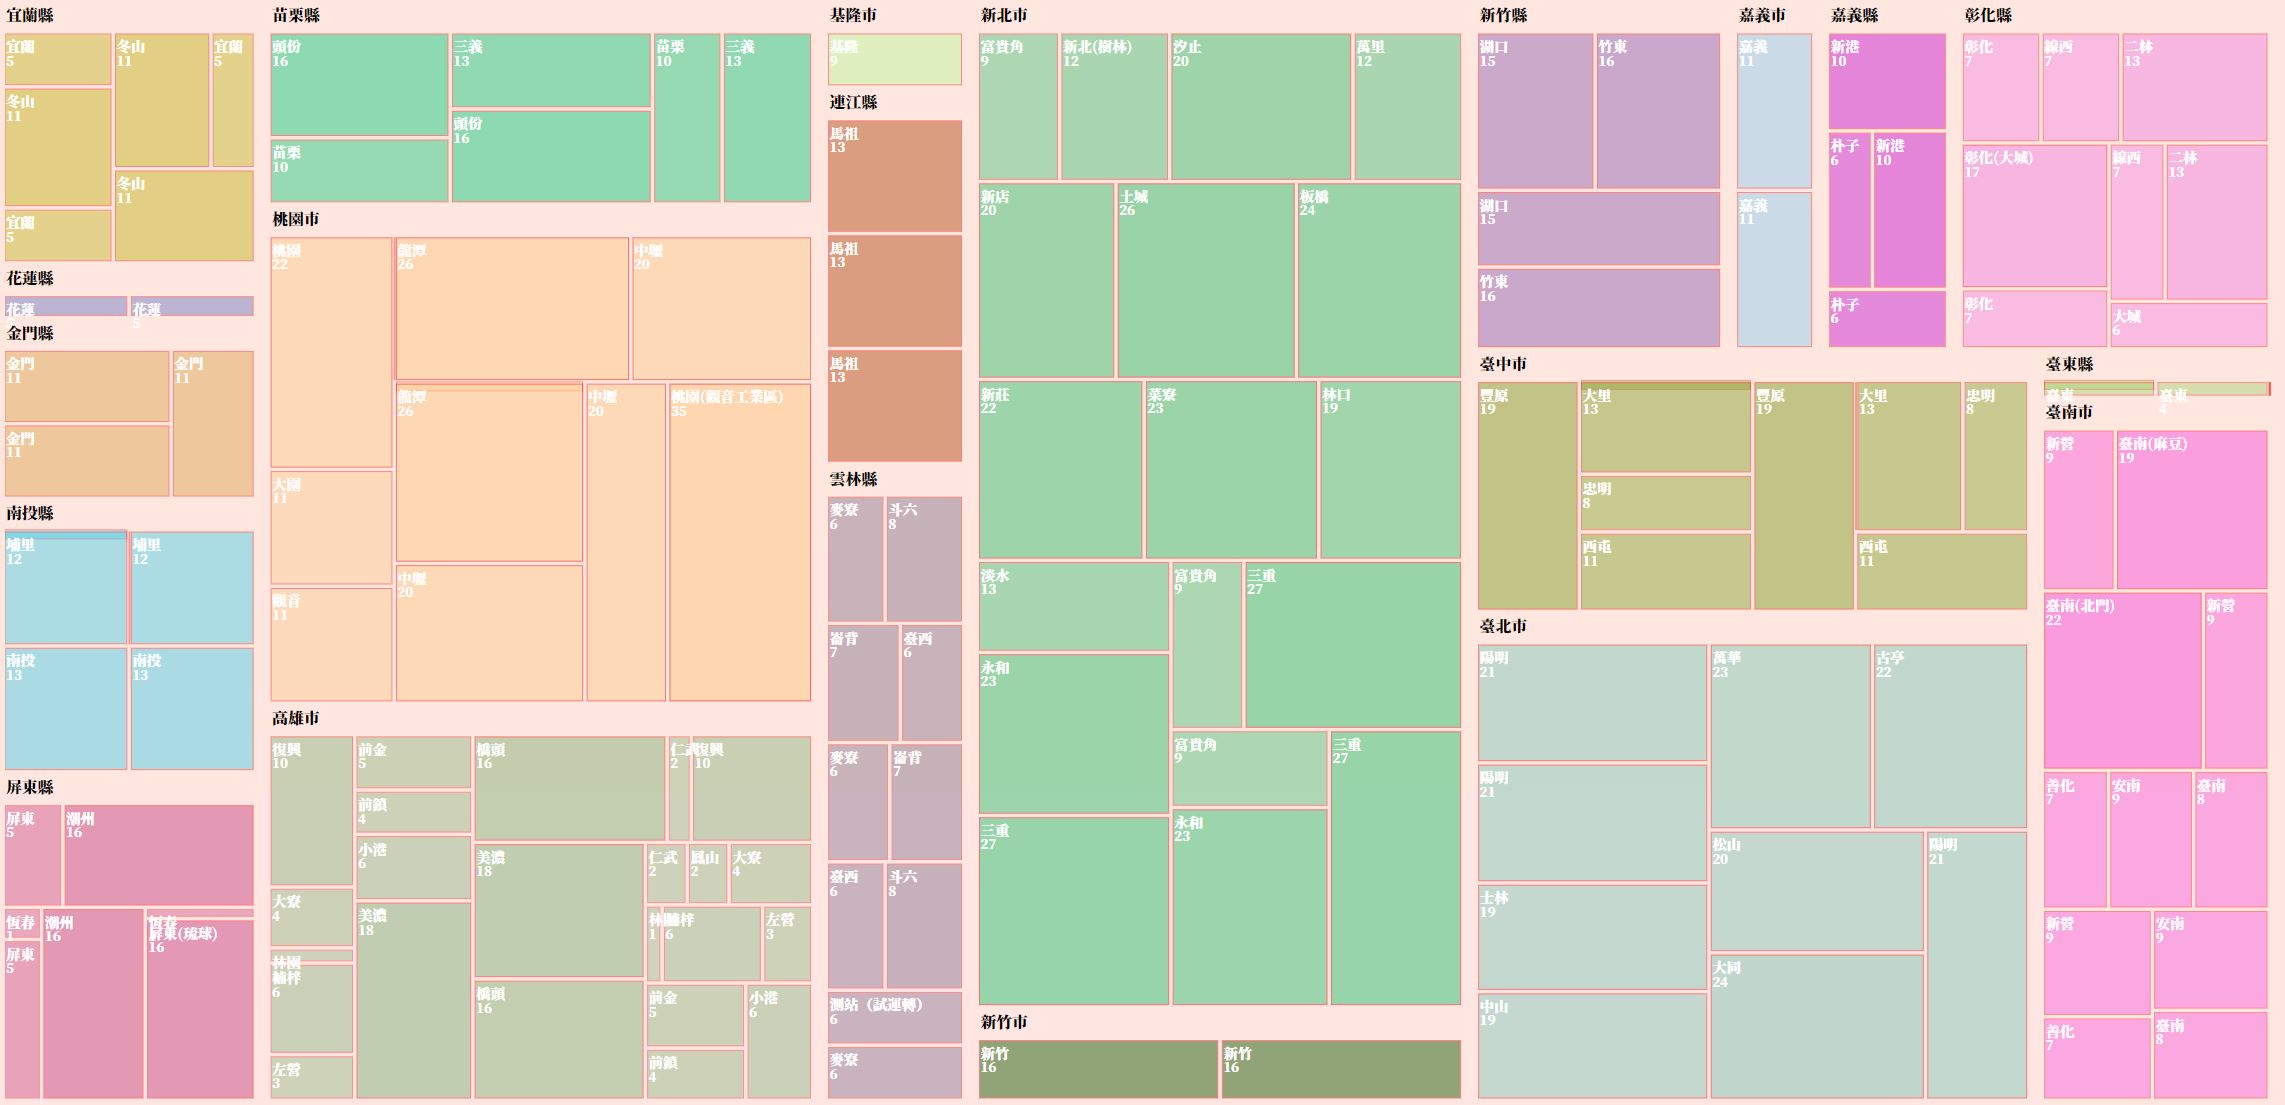 宜蘭縣
宜蘭
5
冬山
11
宜蘭
5
冬山
11
冬山
11
宜蘭
5
花蓮縣
花蓮
花蓮
5
金門縣
金門
11
金門
11
金門
11
南投縣
埔里
12
埔里
12
南投
13
南投
13
屏東縣
屏東
5
潮州
16
恆春
1
潮州
16
恆春
屏東(琉球)
16
屏東
5
苗栗縣
頭份
16
三義
13
苗栗
10
三義
13
頭份
16
苗栗
10
桃園市
桃園
22
龍潭
26
中壢
20
龍潭
26
中壢
20
桃園(觀音工業區)
35
大園
11
中壢
20
觀音
11
高雄市
復興
10
前金
5
橋頭
16
仁武
2
復興
10
前鎮
4
小港
6
美濃
18
仁武
2
鳳山
2
大寮
4
大寮
4
美濃
18
林園
1
楠梓
6
左營
3
林園
楠梓
6
橋頭
16
前金
5
小港
6
左營
3
前鎮
4
基隆市
基隆
9
連江縣
馬祖
13
馬祖
13
馬祖
13
雲林縣
麥寮
6
斗六
8
崙背
7
臺西
6
麥寮
6
崙背
7
臺西
6
斗六
8
測站（試運轉）
6
麥寮
6
新北市
富貴角
9
新北(樹林)
12
汐止
20
萬里
12
新店
20
土城
26
板橋
24
新莊
22
菜寮
23
林口
19
淡水
13
富貴角
9
三重
27
永和
23
富貴角
9
三重
27
三重
27
永和
23
新竹市
新竹
16
新竹
16
新竹縣
湖口
15
竹東
16
湖口
15
竹東
16
嘉義市
嘉義
11
嘉義
11
嘉義縣
新港
10
朴子
6
新港
10
朴子
6
彰化縣
彰化
7
線西
7
二林
13
彰化(大城)
17
線西
7
二林
13
彰化
7
大城
6
臺中市
豐原
19
大里
13
豐原
19
大里
13
忠明
8
忠明
8
西屯
11
西屯
11
臺北市
陽明
21
萬華
23
古亭
22
陽明
21
松山
20
陽明
21
士林
19
大同
24
中山
19
臺東縣
臺東
臺東
4
臺南市
新營
9
臺南(麻豆)
19
臺南(北門)
22
新營
9
善化
7
安南
9
臺南
8
新營
9
安南
9
善化
7
臺南
8